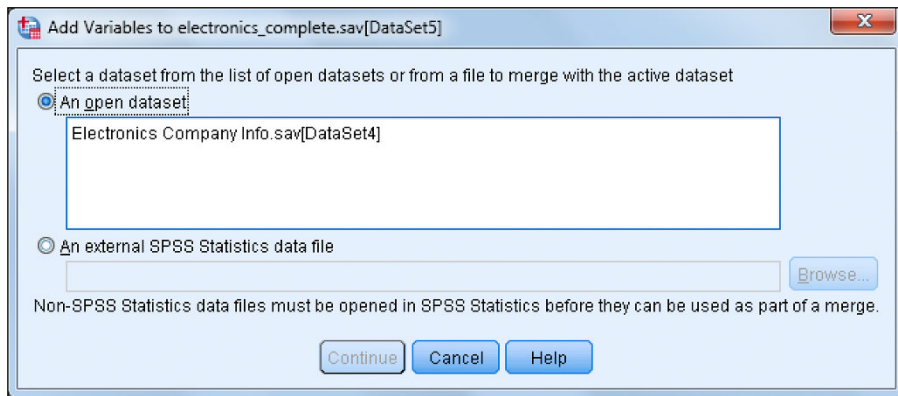 Add Variables to electronics_complete.sav[DataSet5]
Select a dataset from the list of open datasets or from a file to merge with the active dataset
An open dataset
Electronics Company Info.sav[DataSet4]
An external SPSS Statistics data file
Browse...
Non-SPSS Statistics data files must be opened in SPSS Statistics before they can be used as part of a merge.
Continue Cancel Help